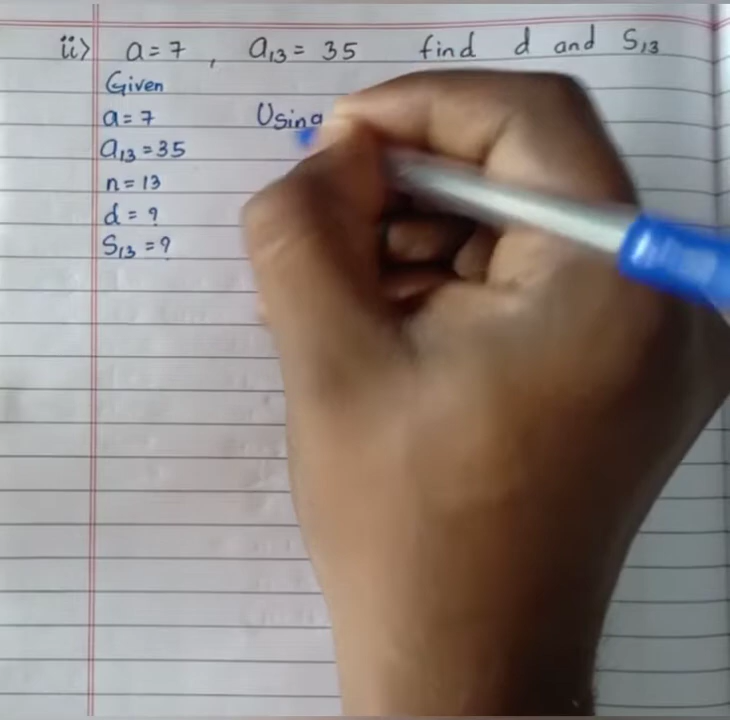 ii> a = 7 , a13 = 35 find d and S13
Given
a = 7 Using
a13 = 35
n = 13
d = ?
S13 = ?